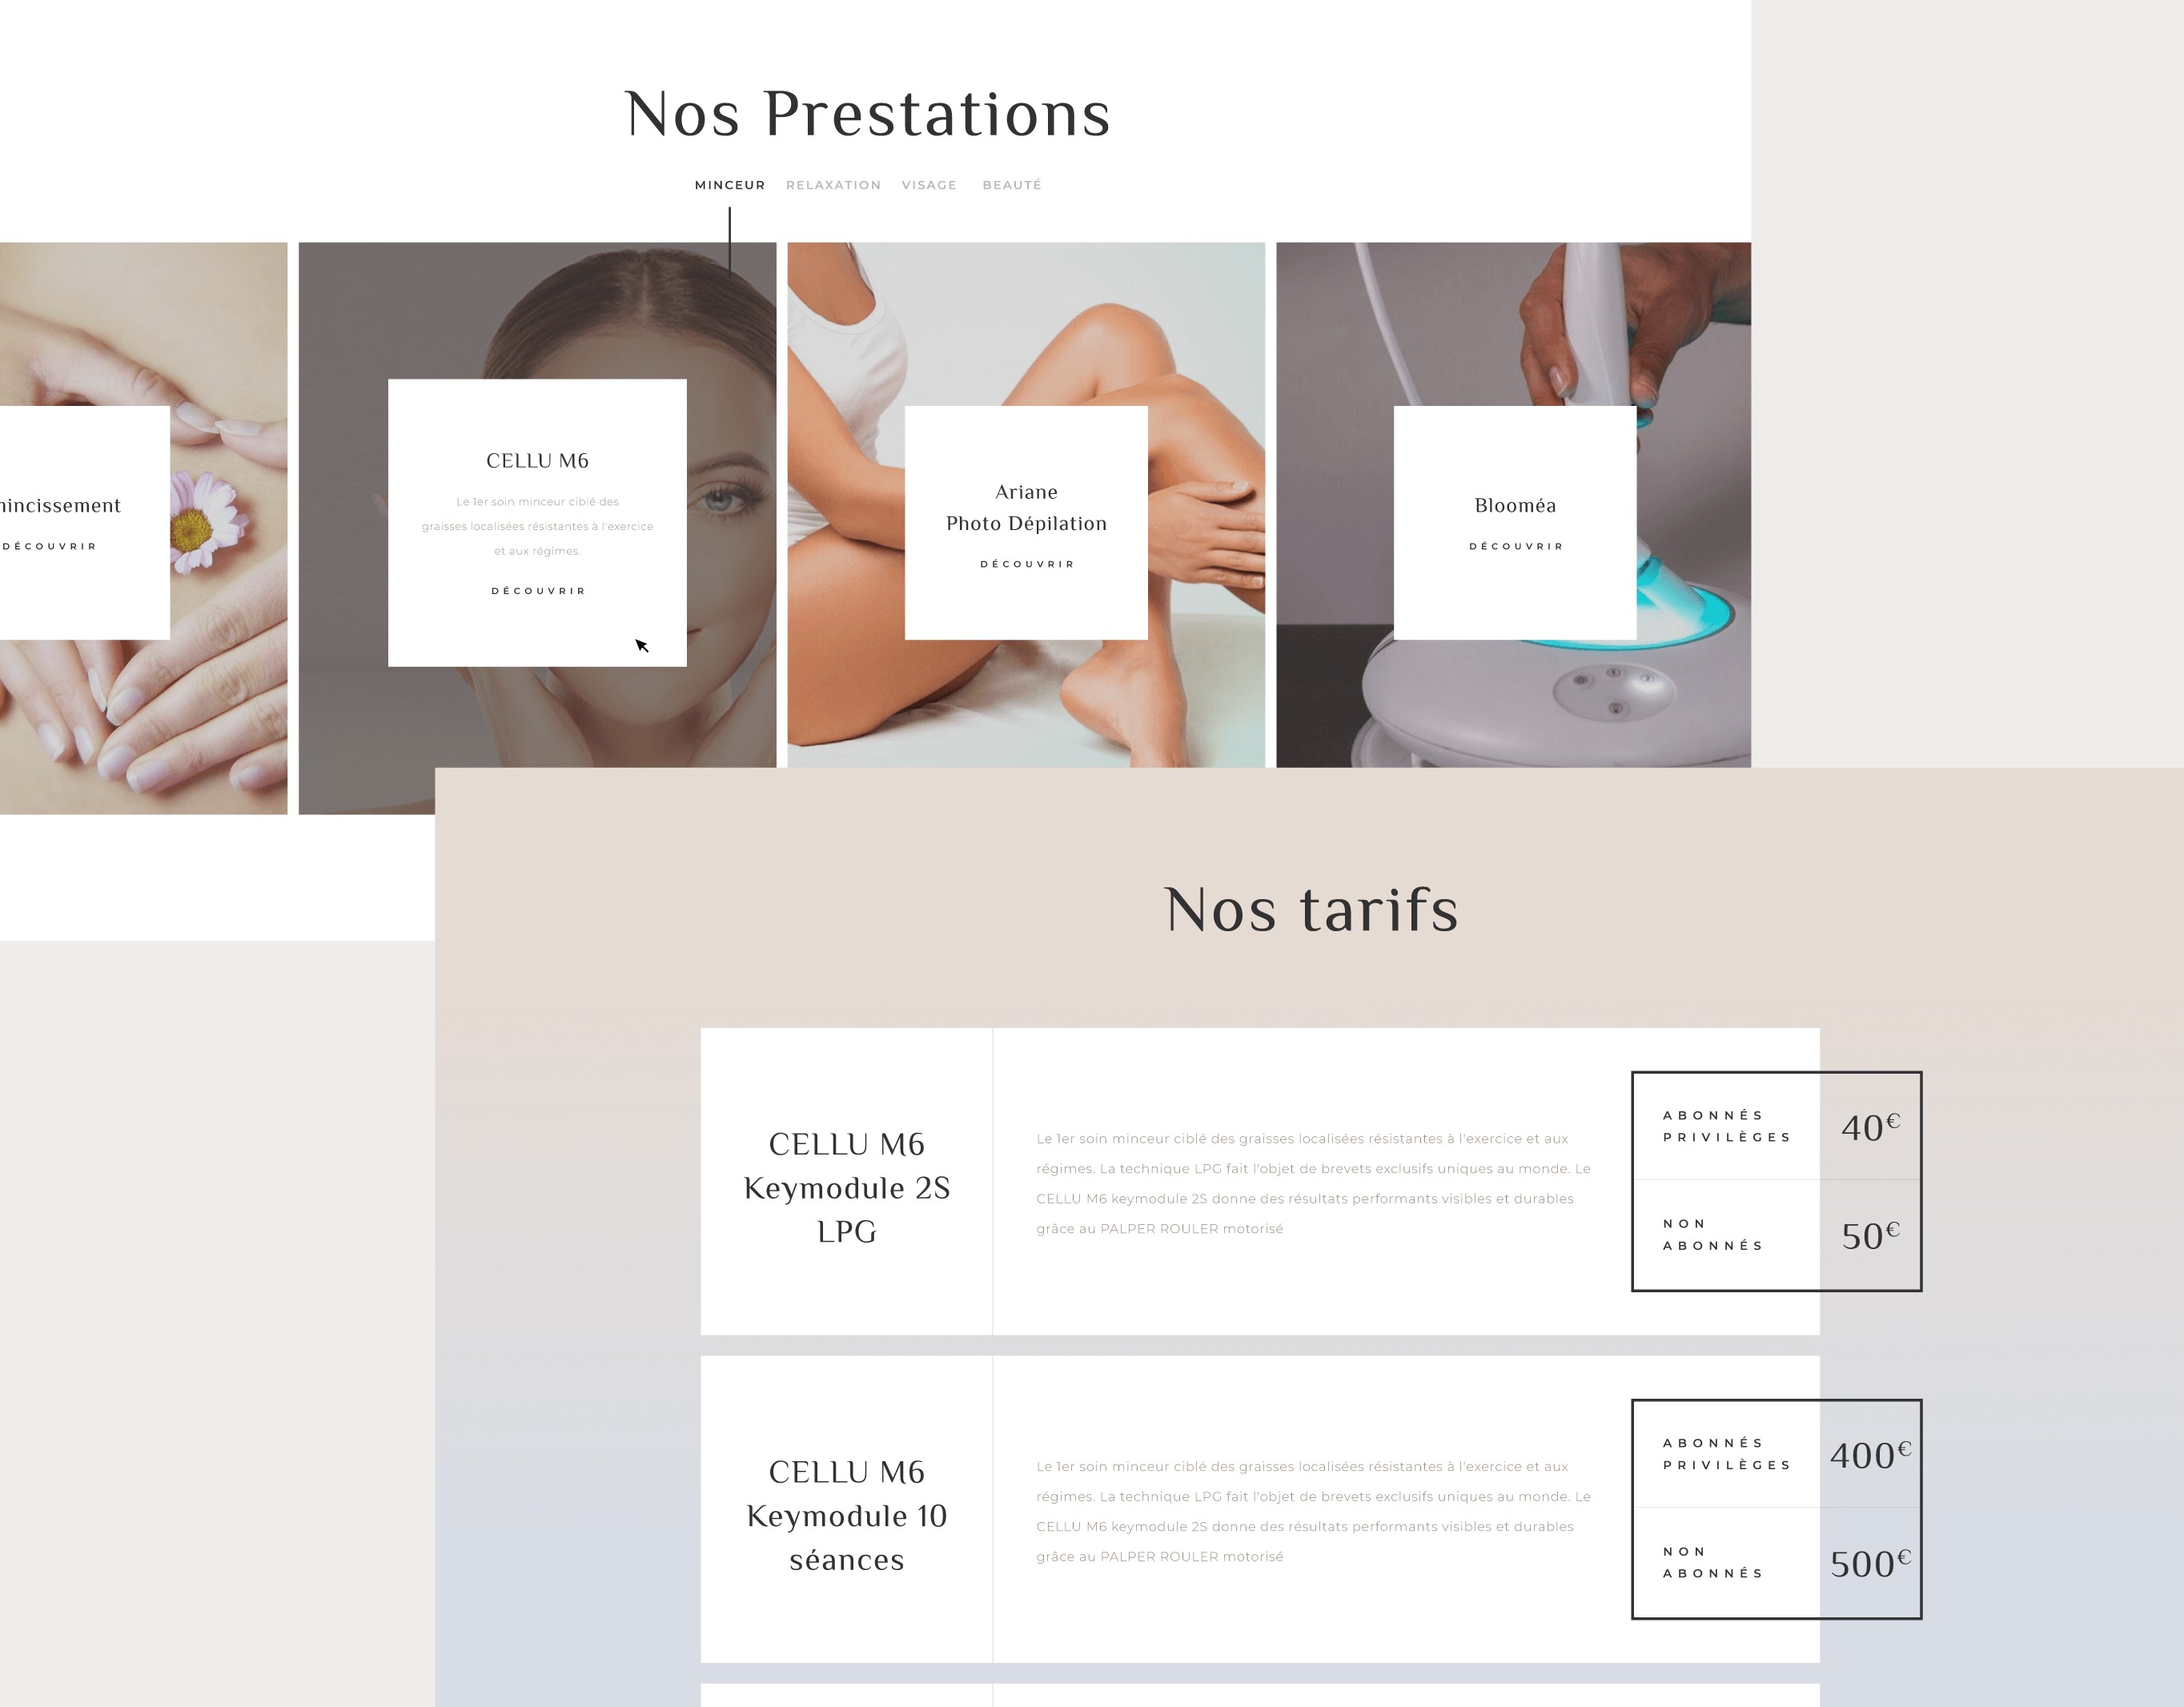 Nos Prestations
MINCEUR RELAXATION VISAGE BEAUTÉ
DÉCOUVRIR
CELLU M6
Le 1er soin minceur ciblé des
graisses localisées résistantes à l'exercice
et aux régimes.
DÉCOUVRIR
Ariane
Photo Dépilation
DÉCOUVRIR
Blooméa
DÉCOUVRIR
Nos tarifs
CELLU M6
Keymodule 2S
LPG
Le 1er soin minceur ciblé des graisses localisées résistantes à l'exercice et aux
régimes. La technique LPG fait l'objet de brevets exclusifs uniques au monde. Le
CELLU M6 keymodule 2S donne des résultats performants visibles et durables
grâce au PALPER ROULER motorisé
ABONNÉS
PRIVILÈGES
40€
NON
ABONNÉS
50€
CELLU M6
Keymodule 10
séances
Le 1er soin minceur ciblé des graisses localisées résistantes à l'exercice et aux
régimes. La technique LPG fait l'objet de brevets exclusifs uniques au monde. Le
CELLU M6 keymodule 2S donne des résultats performants visibles et durables
grâce au PALPER ROULER motorisé
ABONNÉS
PRIVILÈGES
400€
NON
ABONNÉS
500€